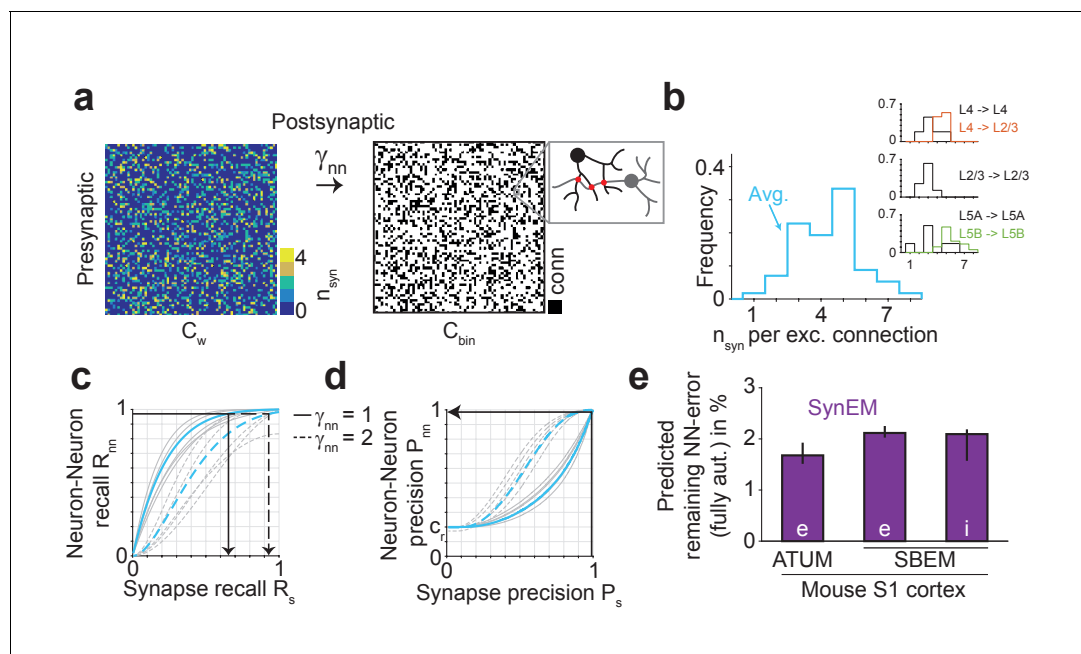 a
Postsynaptic
γnn
Presynaptic
4
0
nsyn
Cw
Cbin
conn
b
0.7
0
L4 -> L4
L4 -> L2/3
L2/3 -> L2/3
0.7
0
L5A -> L5A
L5B -> L5B
1
7
0.4
0
Frequency
Avg.
1
4
7
nsyn per exc. connection
c
1
0
Neuron-Neuron
recall Rnn
0
1
Synapse recall Rs
γnn = 1
γnn = 2
d
1
cr
0
Neuron-Neuron
precision Pnn
0
1
Synapse precision Ps
e
Predicted
remaining NN-error
(fully aut.) in %
3
2
1
0
SynEM
e
e
i
ATUM
SBEM
Mouse S1 cortex